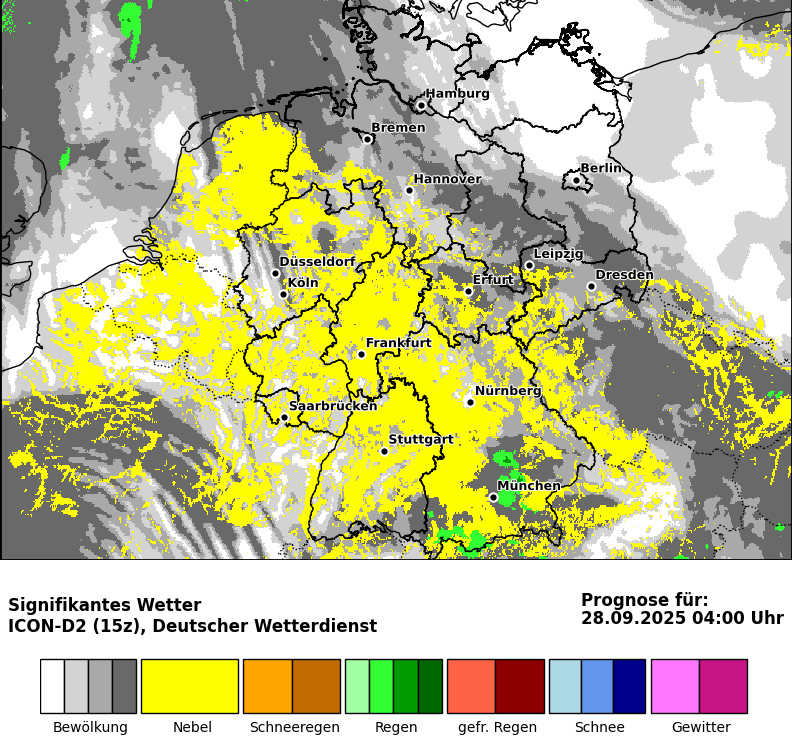 Hamburg
Bremen
Berlin
Hannover
Düsseldorf
Leipzig
Köln
Erfurt
Dresden
Frankfurt
Nürnberg
Saarbrücken
Stuttgart
München
Signifikantes Wetter
ICON-D2 (15z), Deutscher Wetterdienst
Prognose für:
28.09.2025 04:00 Uhr
Bewölkung
Nebel
Schneeregen
Regen
gefr. Regen
Schnee
Gewitter